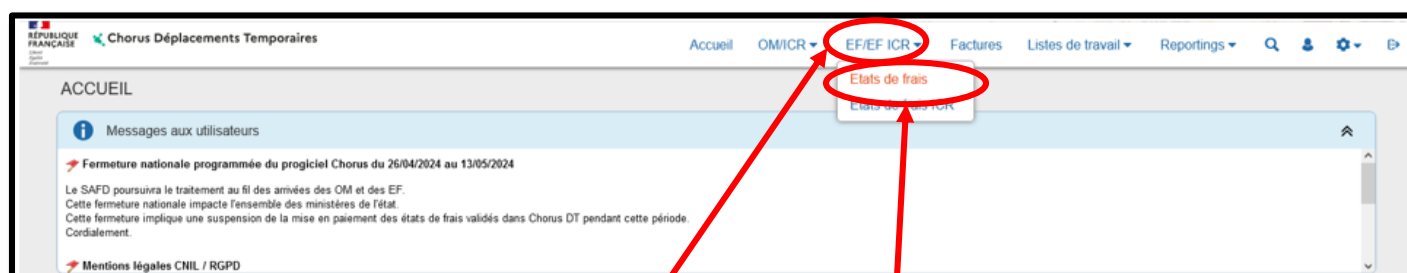 RÉPUBLIQUE
FRANÇAISE
Chorus Déplacements Temporaires
Accueil OM/ICR EF/EF ICR Factures Listes de travail Reportings
Etats de frais
Etats de frais ICR
ACCUEIL
Messages aux utilisateurs
Fermeture nationale programmée du progiciel Chorus du 26/04/2024 au 13/05/2024
Le SAFD poursuivra le traitement au fil des arrivées des OM et des EF.
Cette fermeture nationale impacte l'ensemble des ministères de l'état.
Cette fermeture implique une suspension de la mise en paiement des états de frais validés dans Chorus DT pendant cette période.
Cordialement.
Mentions légales CNIL / RGPD